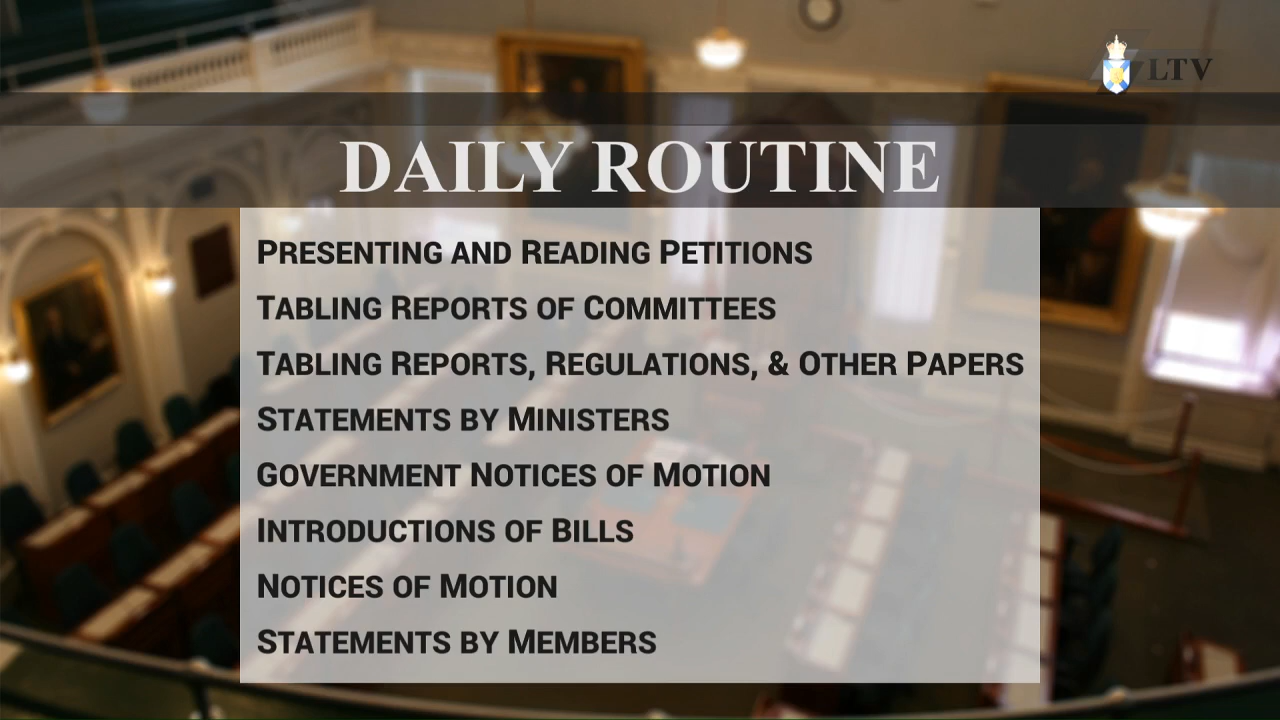 LTV
DAILY ROUTINE
PRESENTING AND READING PETITIONS
TABLING REPORTS OF COMMITTEES
TABLING REPORTS, REGULATIONS, & OTHER PAPERS
STATEMENTS BY MINISTERS
GOVERNMENT NOTICES OF MOTION
INTRODUCTIONS OF BILLS
NOTICES OF MOTION
STATEMENTS BY MEMBERS